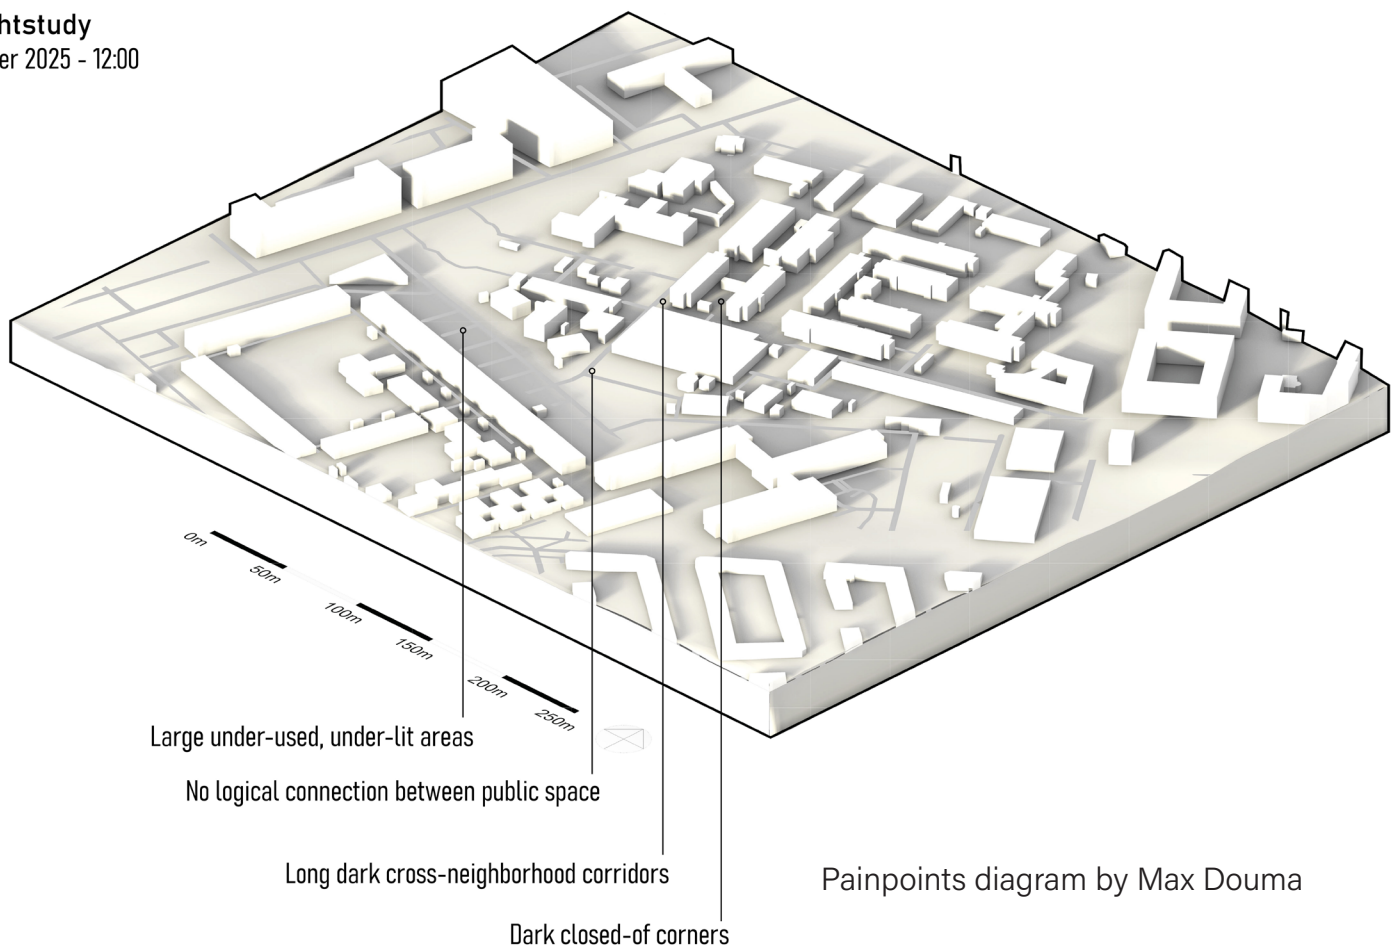 htstudy
er 2025 - 12:00
0m
50m
100m
150m
200m
250m
Large under-used, under-lit areas
No logical connection between public space
Long dark cross-neighborhood corridors
Painpoints diagram by Max Douma
Dark closed-of corners